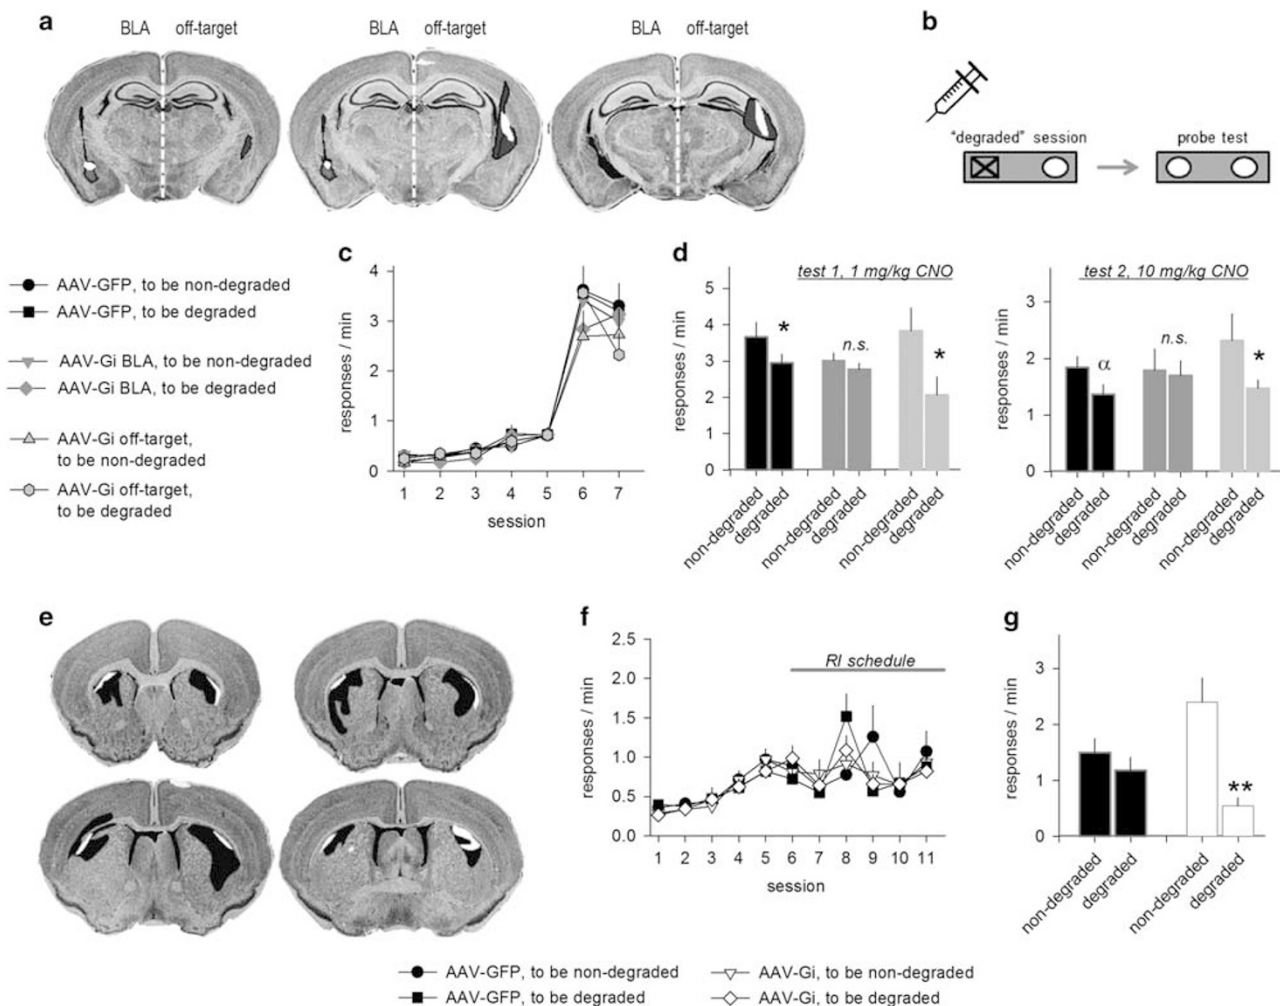 a
BLA off-target
BLA off-target
BLA off-target
b
"degraded" session
probe test
AAV-GFP, to be non-degraded
AAV-GFP, to be degraded
AAV-Gi BLA, to be non-degraded
AAV-Gi BLA, to be degraded
AAV-Gi off-target,
to be non-degraded
AAV-Gi off-target,
to be degraded
c
responses / min
4
3
2
1
0
1 2 3 4 5 6 7
session
d
test 1, 1 mg/kg CNO
responses / min
5
4
3
2
1
0
*
n.s.
*
non-degraded
degraded
non-degraded
degraded
non-degraded
degraded
test 2, 10 mg/kg CNO
responses / min
3
2
1
0
α
n.s.
*
non-degraded
degraded
non-degraded
degraded
non-degraded
degraded
e
f
responses / min
2.5
2.0
1.5
1.0
0.5
0.0
RI schedule
1 2 3 4 5 6 7 8 9 10 11
session
g
responses / min
3
2
1
0
**
non-degraded
degraded
non-degraded
degraded
AAV-GFP, to be non-degraded
AAV-GFP, to be degraded
AAV-Gi, to be non-degraded
AAV-Gi, to be degraded